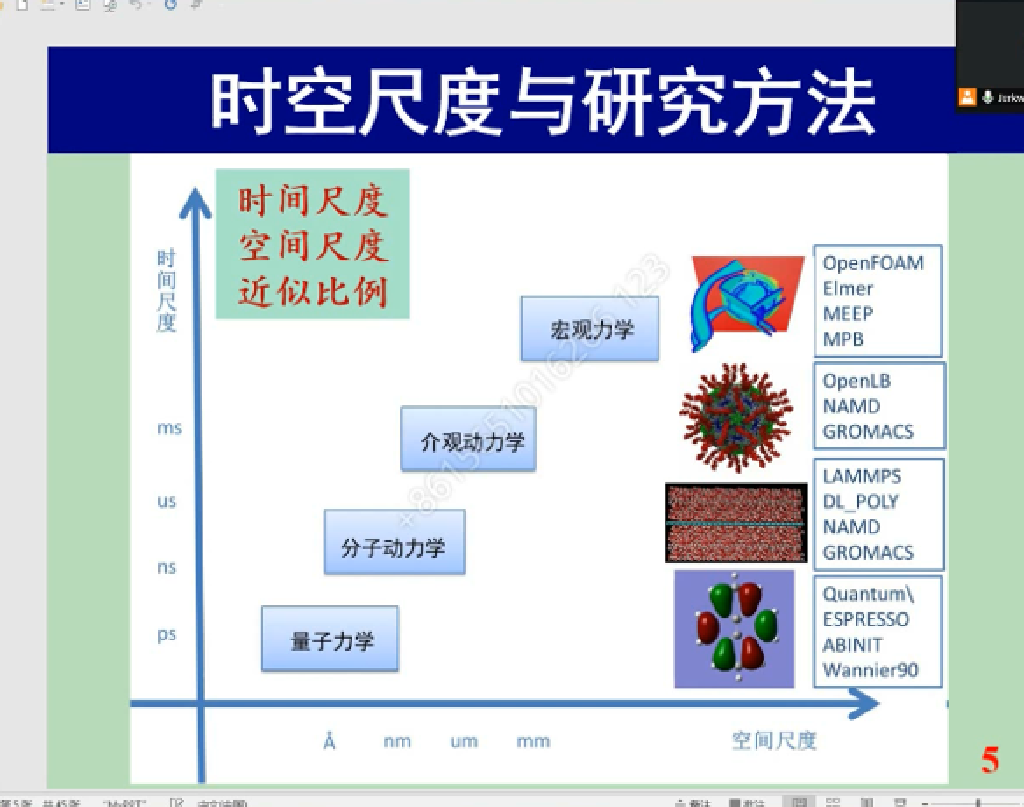 时空尺度与研究方法
时间尺度
空间尺度
近似比例
时间尺度
ms
us
ns
ps
宏观力学
介观动力学
分子动力学
量子力学
OpenFOAM
Elmer
MEEP
MPB
OpenLB
NAMD
GROMACS
LAMMPS
DL_POLY
NAMD
GROMACS
Quantum\
ESPRESSO
ABINIT
Wannier90
Å
nm
um
mm
空间尺度
5